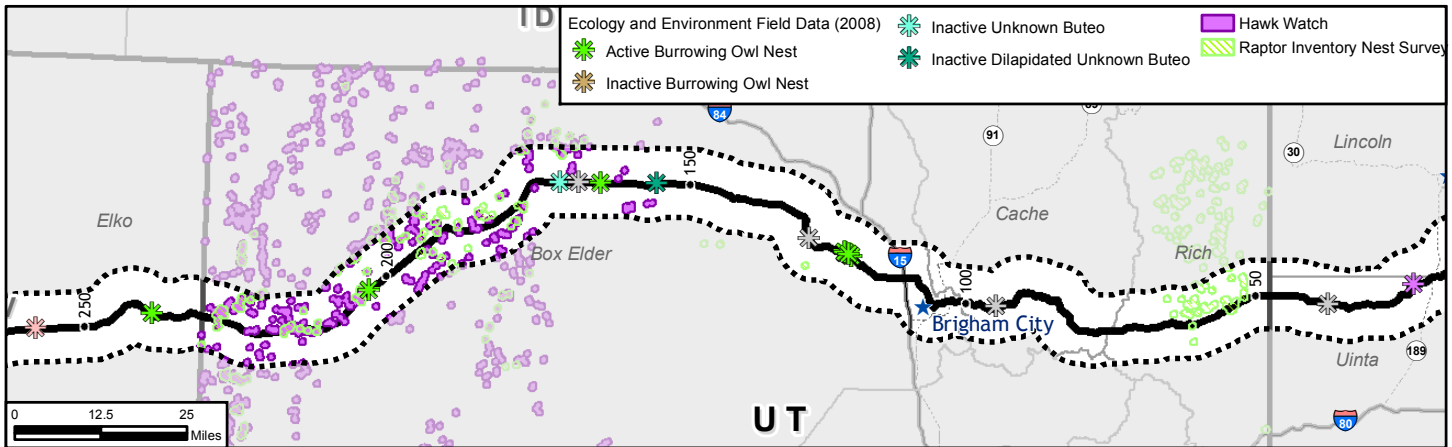 ID
Ecology and Environment Field Data (2008)
Active Burrowing Owl Nest
Inactive Burrowing Owl Nest
Inactive Unknown Buteo
Inactive Dilapidated Unknown Buteo
Hawk Watch
Raptor Inventory Nest Survey
84
91
30
Lincoln
150
Elko
Cache
200
Box Elder
Rich
15
250
100
50
Brigham City
Uinta
189
0 12.5 25
Miles
UT
80